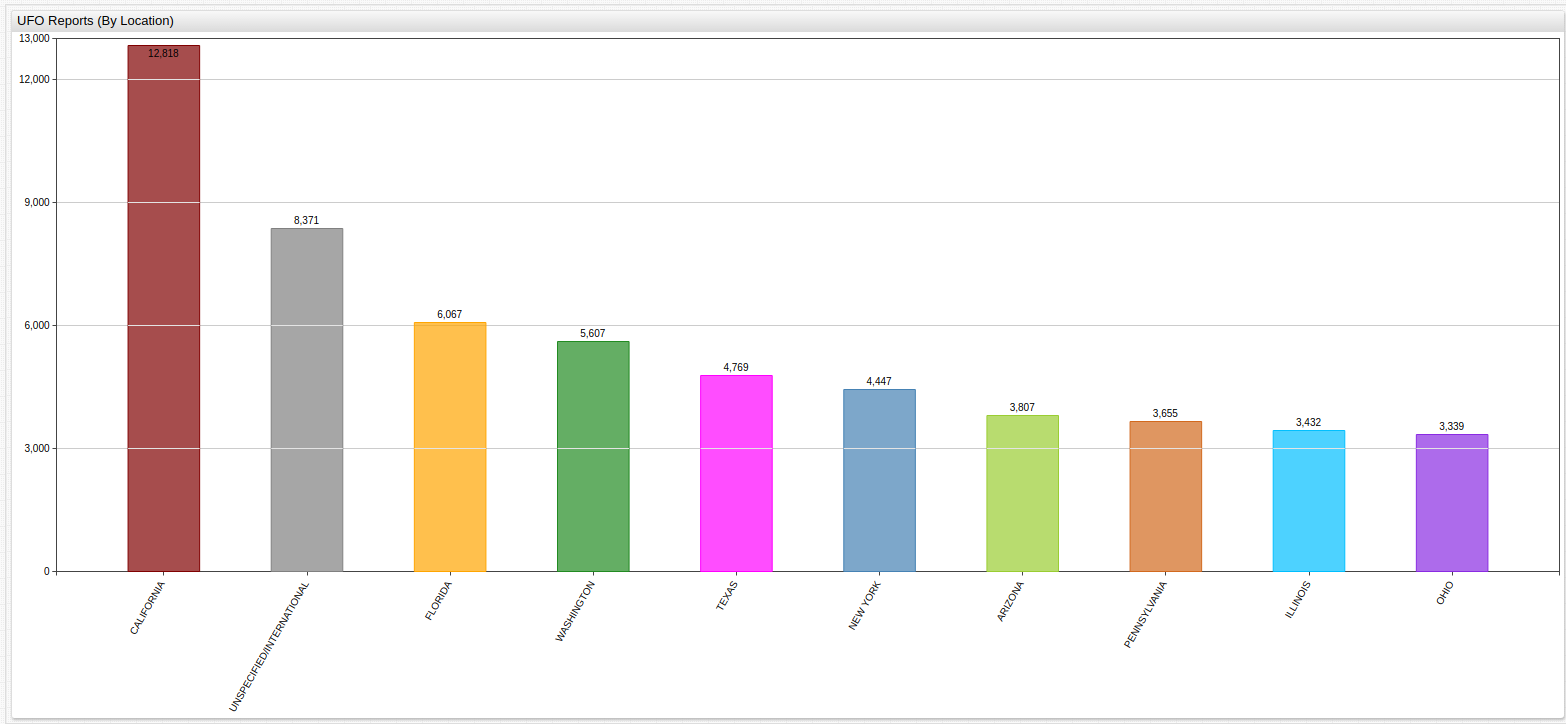 UFO Reports (By Location)
13,000
12,000
9,000
6,000
3,000
0
12,818
8,371
6,067
5,607
4,769
4,447
3,807
3,655
3,432
3,339
CALIFORNIA
UNSPECIFIED/INTERNATIONAL
FLORIDA
WASHINGTON
TEXAS
NEW YORK
ARIZONA
PENNSYLVANIA
ILLINOIS
OHIO